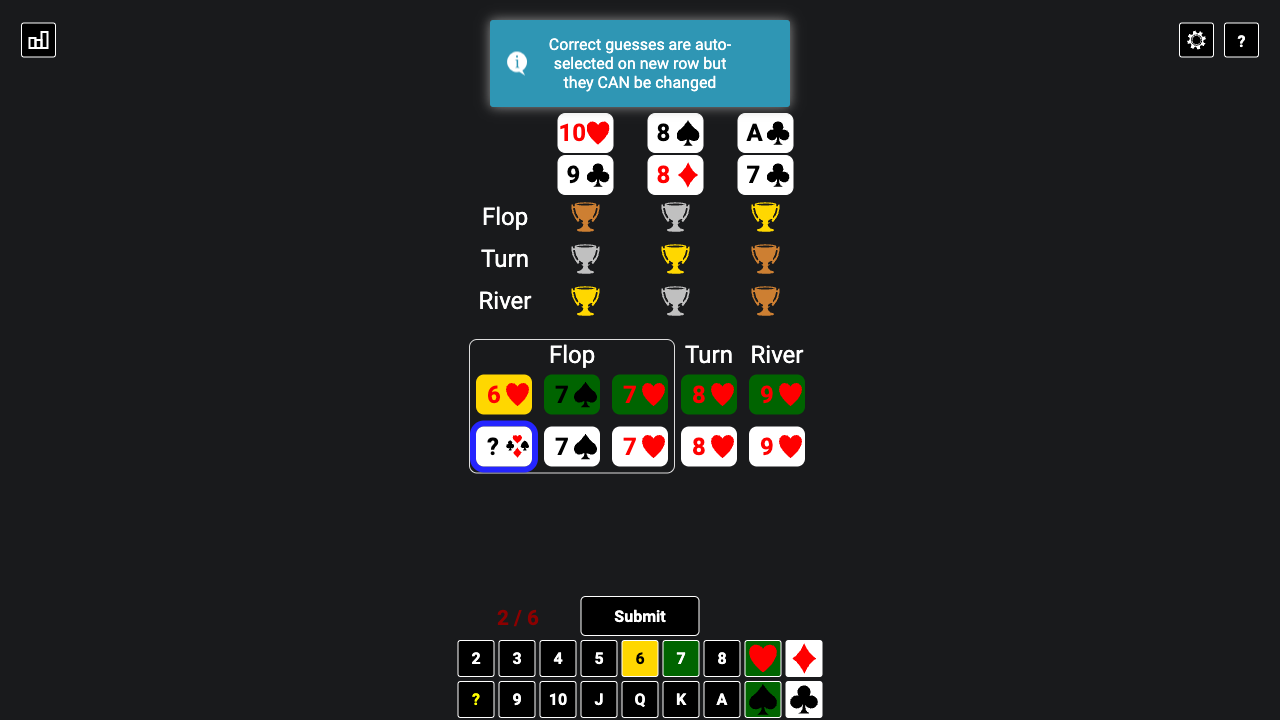 Correct guesses are auto-
selected on new row but
they CAN be changed
?
10 8 A
9 8 7
Flop
Turn
River
Flop Turn River
6 7 7 8 9
? 7 7 8 9
2 / 6 Submit
2 3 4 5 6 7 8
? 9 10 J Q K A